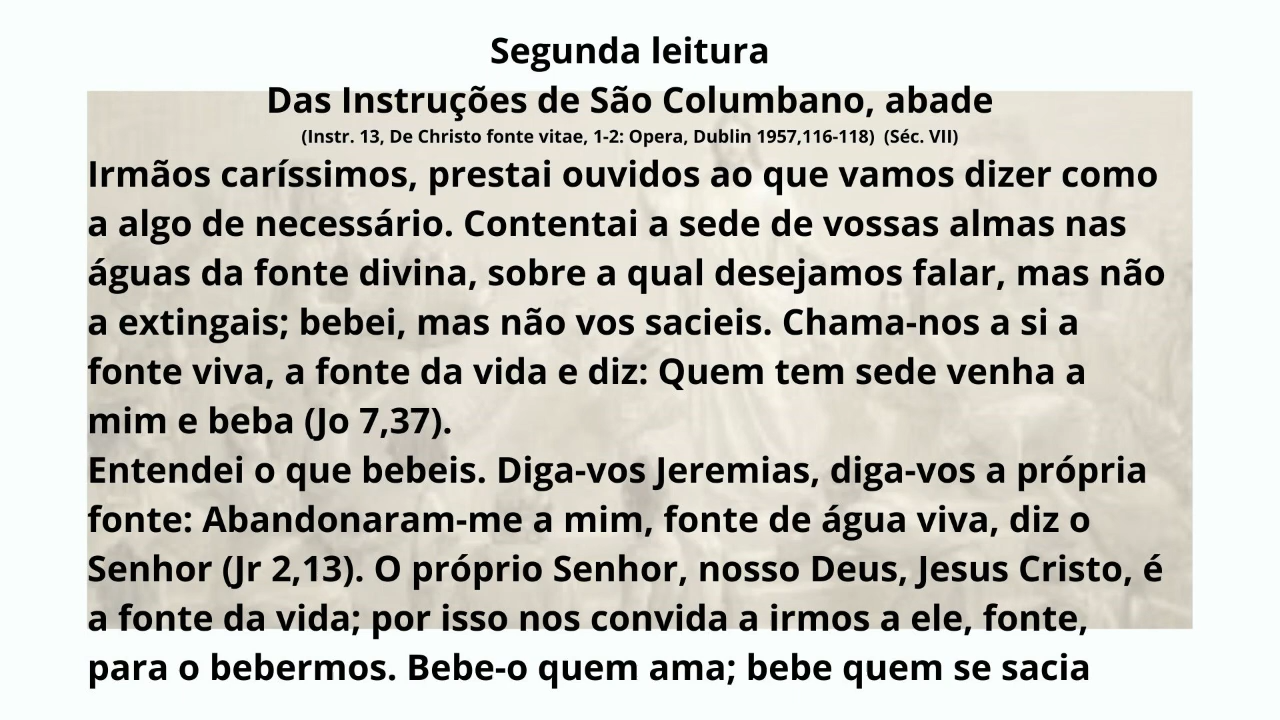 Segunda leitura
Das Instruções de São Columbano, abade
(Instr. 13, De Christo fonte vitae, 1-2: Opera, Dublin 1957,116-118) (Séc. VII)
Irmãos caríssimos, prestai ouvidos ao que vamos dizer como
a algo de necessário. Contentai a sede de vossas almas nas
águas da fonte divina, sobre a qual desejamos falar, mas não
a extingais; bebei, mas não vos sacieis. Chama-nos a si a
fonte viva, a fonte da vida e diz: Quem tem sede venha a
mim e beba (Jo 7,37).
Entendei o que bebeis. Diga-vos Jeremias, diga-vos a própria
fonte: Abandonaram-me a mim, fonte de água viva, diz o
Senhor (Jr 2,13). O próprio Senhor, nosso Deus, Jesus Cristo, é
a fonte da vida; por isso nos convida a irmos a ele, fonte,
para o bebermos. Bebe-o quem ama; bebe quem se sacia